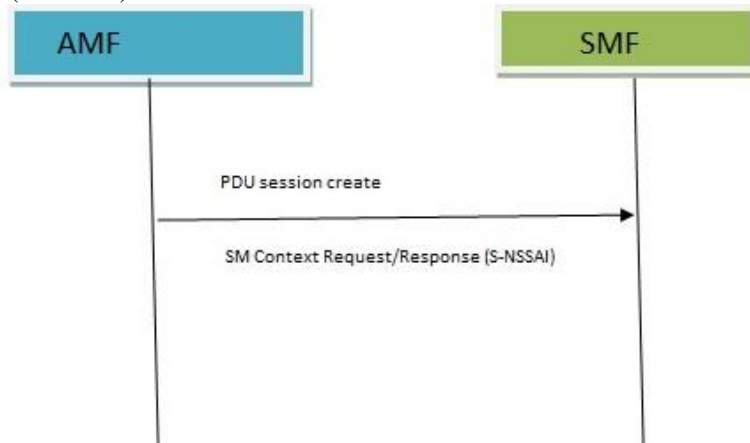 AMF
SMF
PDU session create
SM Context Request/Response (S-NSSAI)